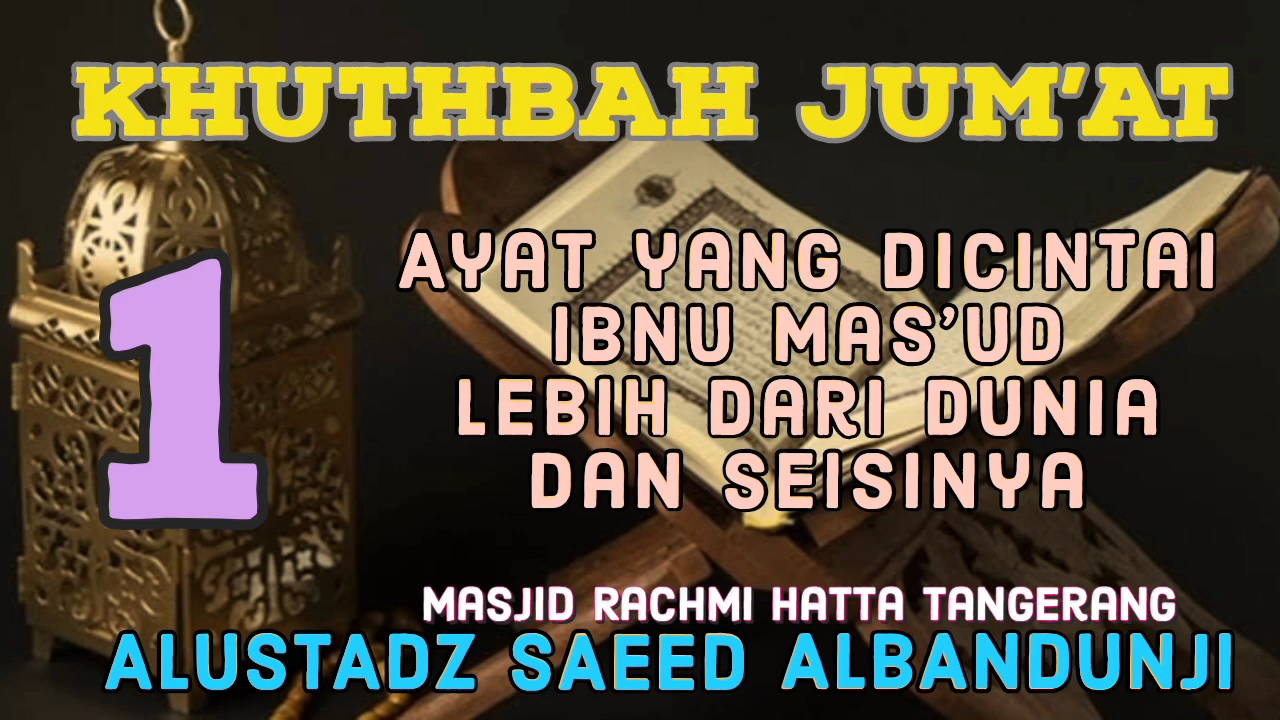 KHUTHBAH JUM'AT
1
AYAT YANG DICINTAI
IBNU MAS'UD
LEBIH DARI DUNIA
DAN SEISINYA
MASJID RACHMI HATTA TANGERANG
ALUSTADZ SAEED ALBANDUNJI